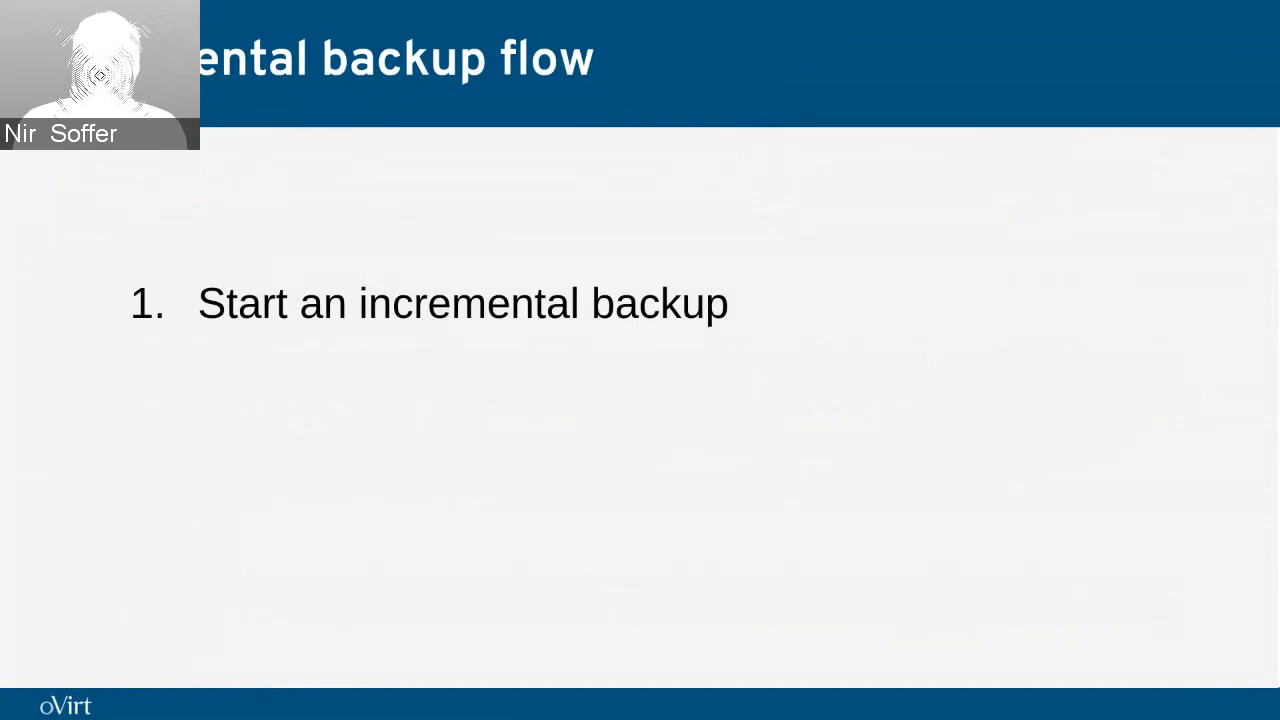 ental backup flow
Nir Soffer
1. Start an incremental backup
oVirt